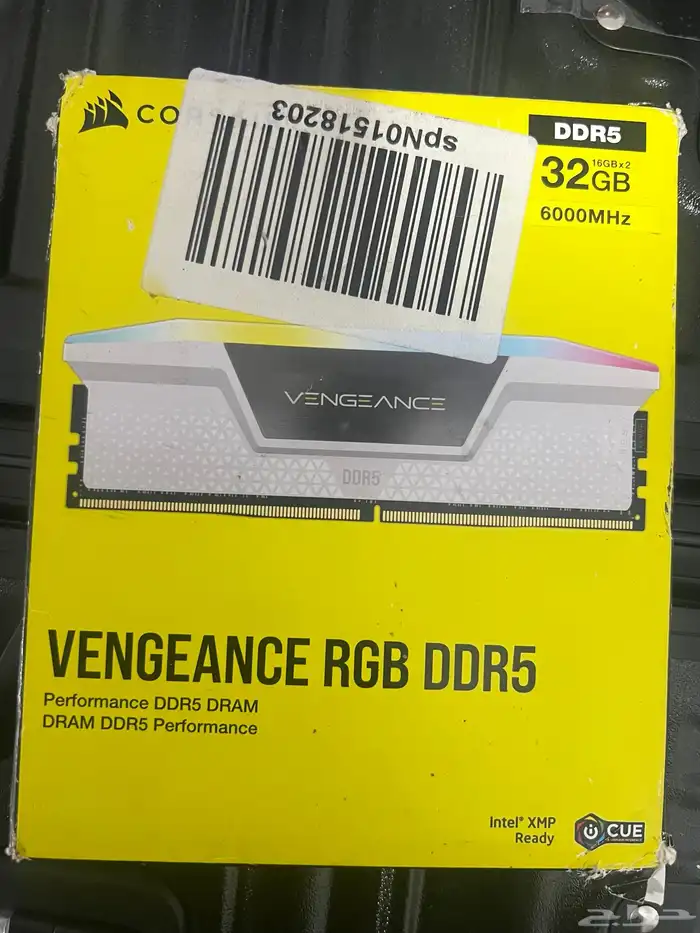 spN01518203
DDR5
16GBx2
32GB
6000MHz
VENGEANCE
DDR5
VENGEANCE RGB DDR5
Performance DDR5 DRAM
DRAM DDR5 Performance
Intel® XMP
Ready
CUE
حراج